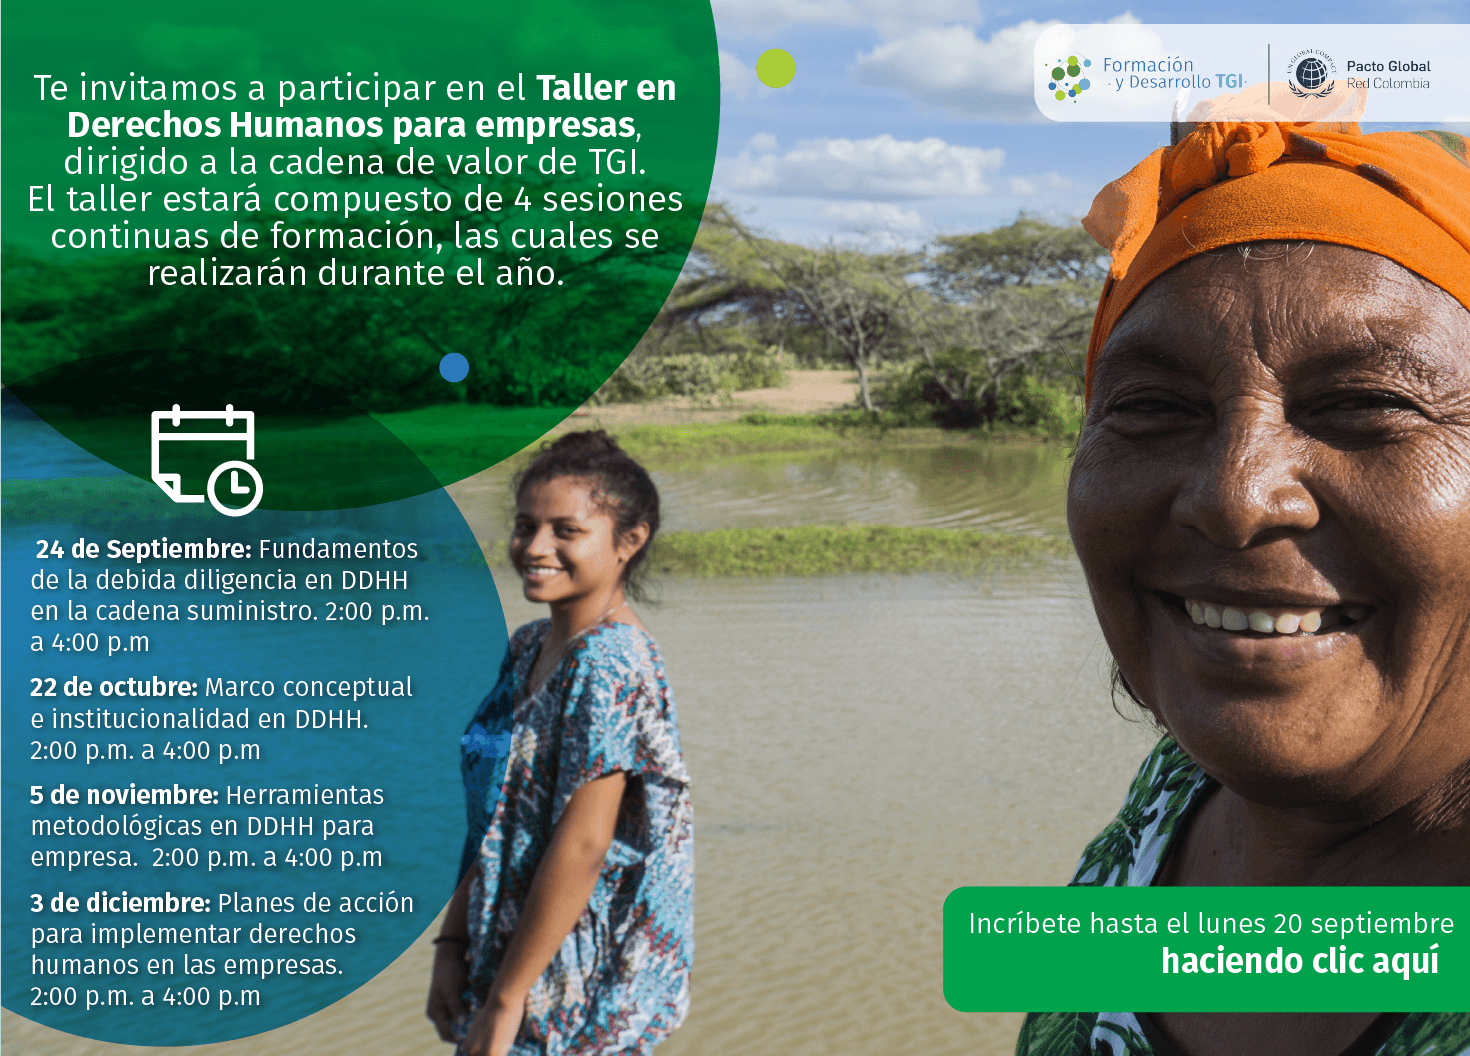 Te invitamos a participar en el Taller en
Derechos Humanos para empresas,
dirigido a la cadena de valor de TGI.
El taller estará compuesto de 4 sesiones
continuas de formación, las cuales se
realizarán durante el año.
Formación
y Desarrollo TGI
UN GLOBAL COMPACT
Pacto Global
Red Colombia
24 de Septiembre: Fundamentos
de la debida diligencia en DDHH
en la cadena suministro. 2:00 p.m.
a 4:00 p.m
22 de octubre: Marco conceptual
e institucionalidad en DDHH.
2:00 p.m. a 4:00 p.m
5 de noviembre: Herramientas
metodológicas en DDHH para
empresa.  2:00 p.m. a 4:00 p.m
3 de diciembre: Planes de acción
para implementar derechos
humanos en las empresas.
2:00 p.m. a 4:00 p.m
Incríbete hasta el lunes 20 septiembre
haciendo clic aquí